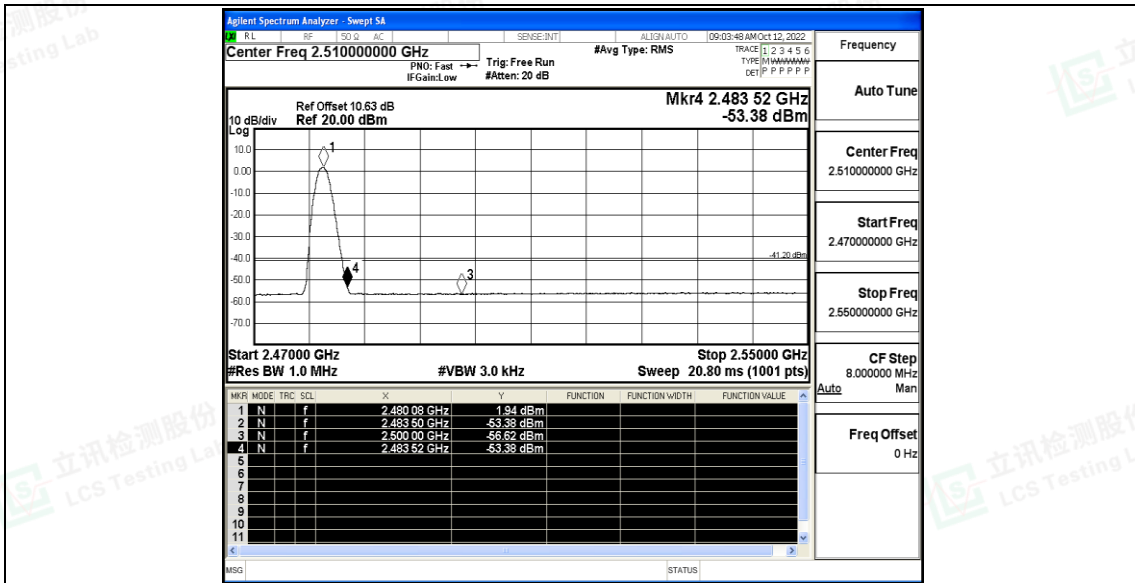 Agilent Spectrum Analyzer - Swept SA
RL RF 50 Ω AC SENSE:INT ALIGN AUTO 09:03:48 AM Oct 12, 2022
Center Freq 2.510000000 GHz
PNO: Fast
IFGain:Low
Trig: Free Run
#Atten: 20 dB
#Avg Type: RMS
TRACE 1 2 3 4 5 6
TYPE M
DET P P P P P P
Mkr4 2.483 52 GHz
-53.38 dBm
Ref Offset 10.63 dB
10 dB/div Ref 20.00 dBm
Log
10.0
0.00
-10.0
-20.0
-30.0
-40.0
-50.0
-60.0
-70.0
1
4
3
-41.20 dBm
Start 2.47000 GHz Stop 2.55000 GHz
#Res BW 1.0 MHz #VBW 3.0 kHz Sweep 20.80 ms (1001 pts)
MKR MODE TRC SCL X Y FUNCTION FUNCTION WIDTH FUNCTION VALUE
1 N f 2.480 08 GHz 1.94 dBm
2 N f 2.483 50 GHz -53.38 dBm
3 N f 2.500 00 GHz -56.62 dBm
4 N f 2.483 52 GHz -53.38 dBm
5
6
7
8
9
10
11
MSG STATUS
Frequency
Auto Tune
Center Freq
2.510000000 GHz
Start Freq
2.470000000 GHz
Stop Freq
2.550000000 GHz
CF Step
8.000000 MHz
Auto Man
Freq Offset
0 Hz
立讯检测股份
LCS Testing Lab
立讯检测股份
LCS Testing L